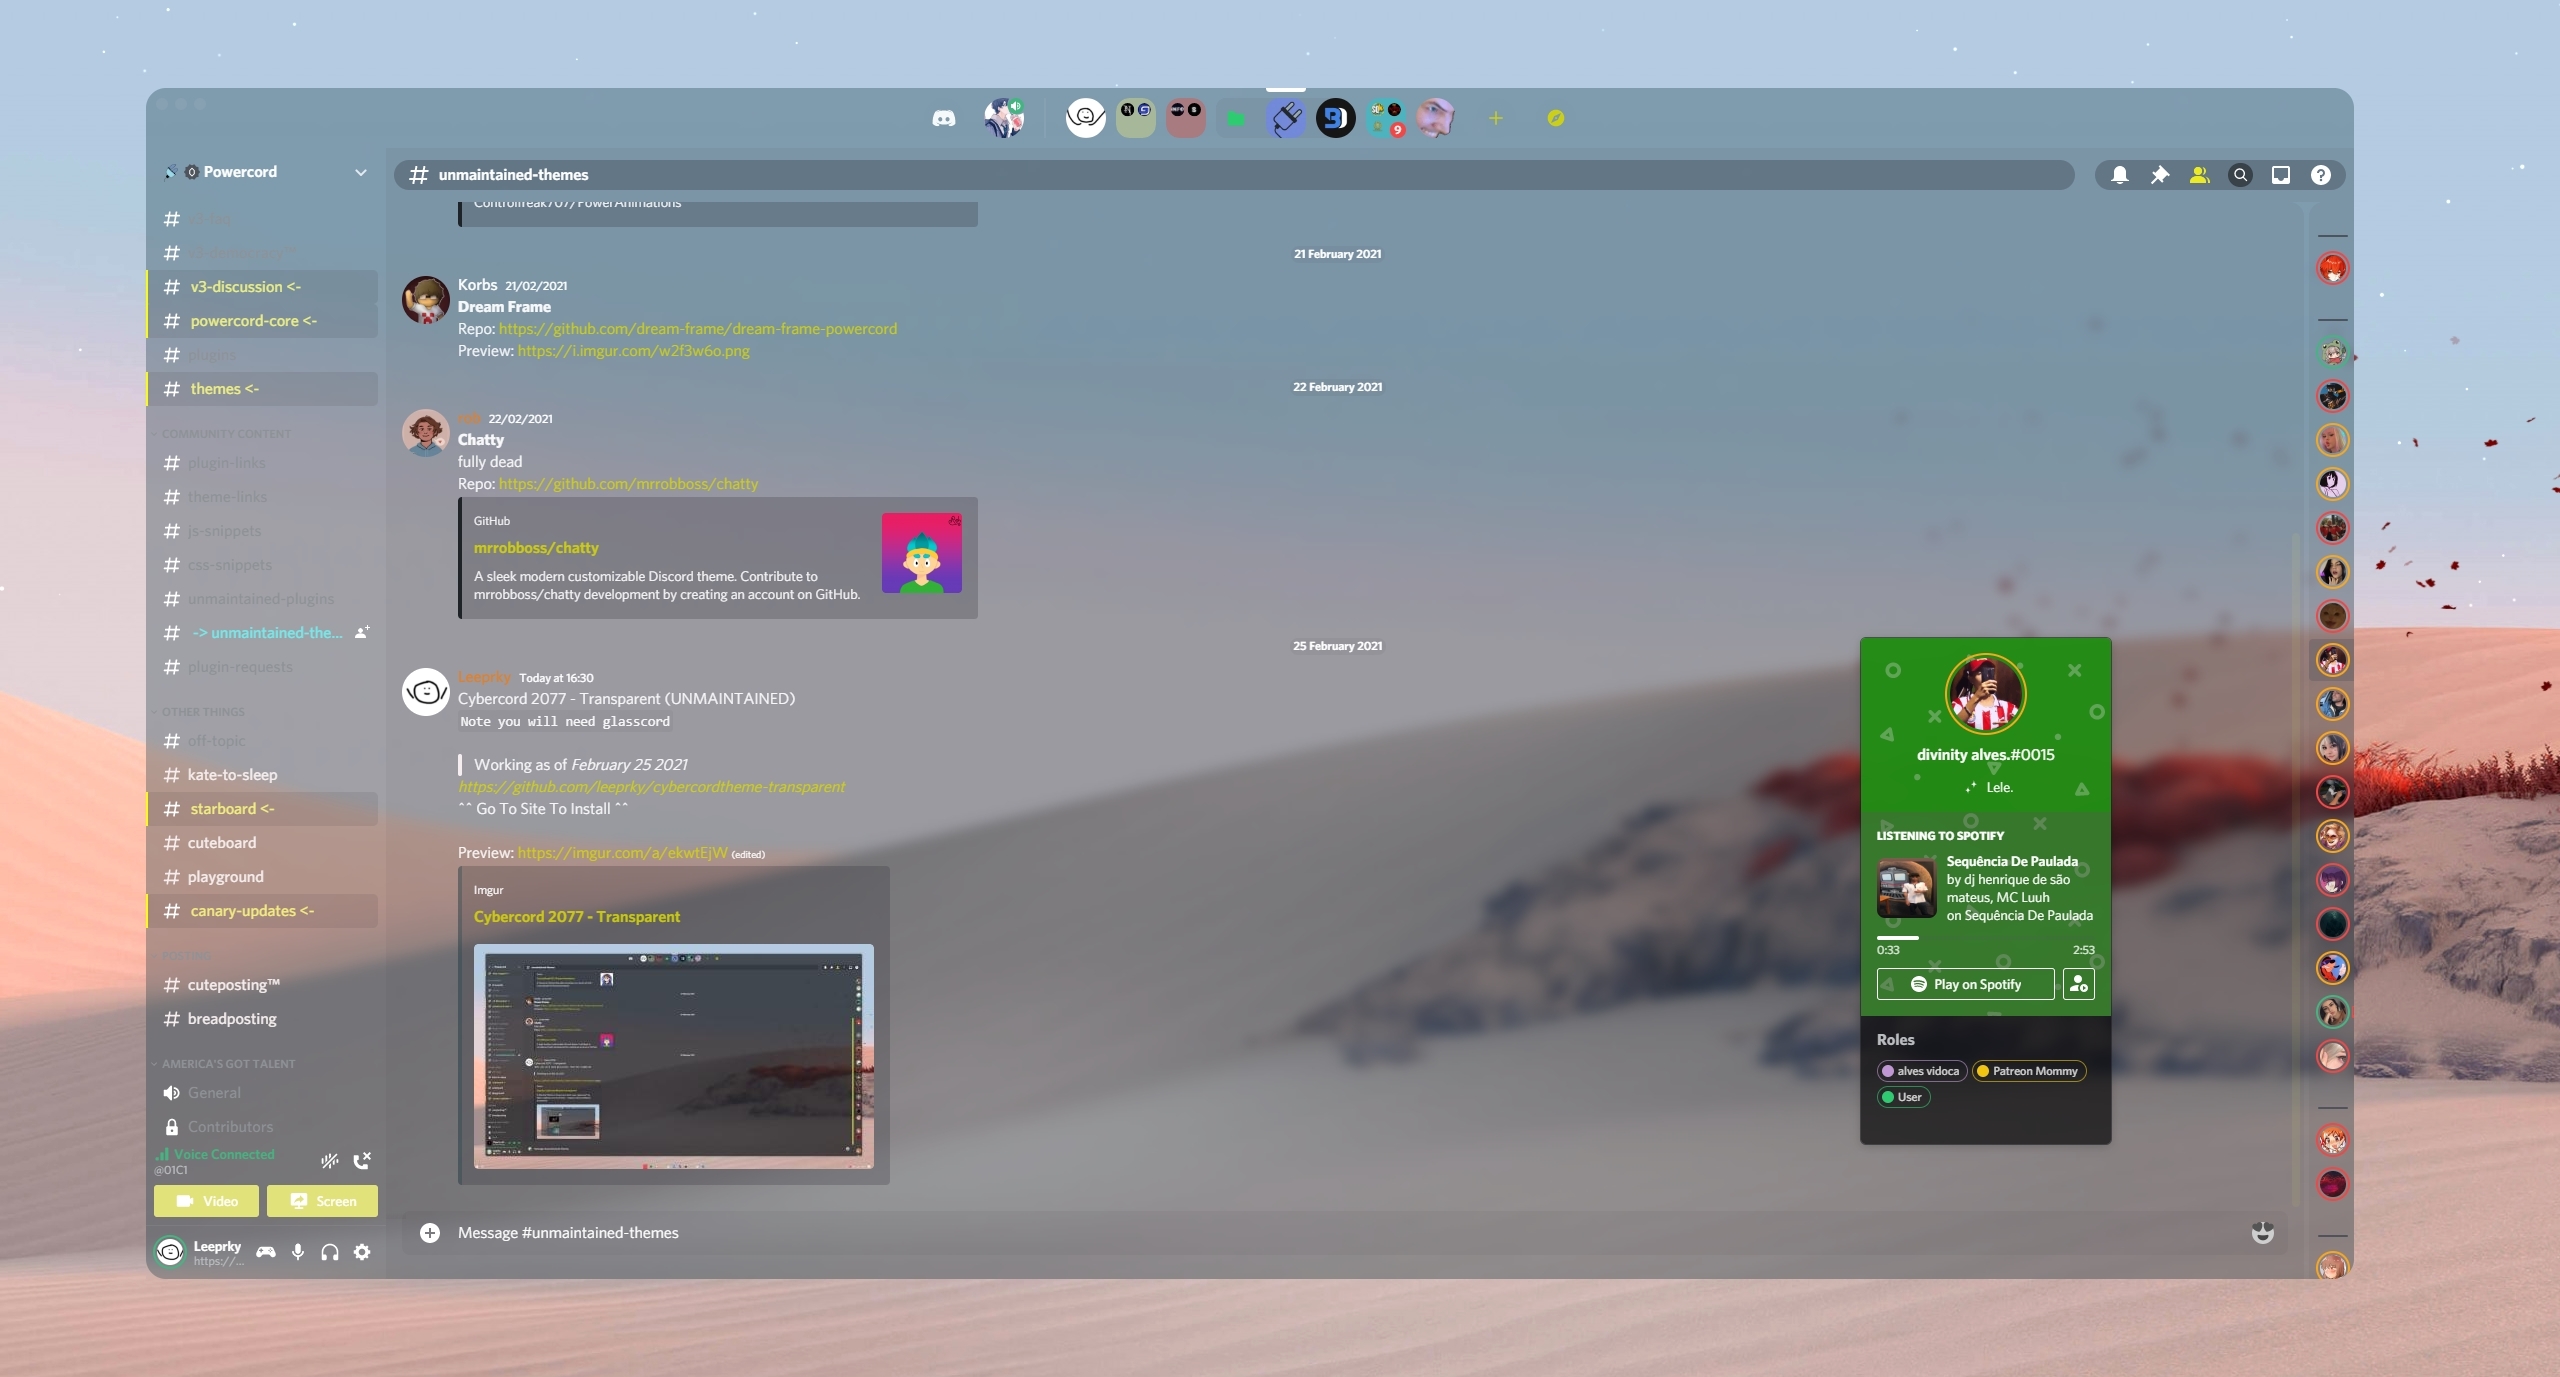 9
Powercord
unmaintained-themes
v3-discussion <-
powercord-core <-
plugins
themes <-
COMMUNITY CONTENT
plugin-links
theme-links
js-snippets
css-snippets
unmaintained-plugins
-> unmaintained-the...
plugin-requests
OTHER THINGS
off-topic
kate-to-sleep
starboard <-
cuteboard
playground
canary-updates <-
POSTING
cuteposting™
breadposting
AMERICA'S GOT TALENT
General
Contributors
Voice Connected
@01C1
Video
Screen
Leeprky
https://...
Controlfreak707/PowerAnimations
21 February 2021
Korbs 21/02/2021
Dream Frame
Repo: https://github.com/dream-frame/dream-frame-powercord
Preview: https://i.imgur.com/w2f3w6o.png
22 February 2021
22/02/2021
Chatty
fully dead
Repo: https://github.com/mrrobboss/chatty
GitHub
mrrobboss/chatty
A sleek modern customizable Discord theme. Contribute to
mrrobboss/chatty development by creating an account on GitHub.
25 February 2021
Leeprky Today at 16:30
Cybercord 2077 - Transparent (UNMAINTAINED)
Note you will need glasscord
Working as of February 25 2021
https://github.com/leeprky/cybercordtheme-transparent
^^ Go To Site To Install ^^
Preview: https://imgur.com/a/ekwtEjW (edited)
Imgur
Cybercord 2077 - Transparent
Message #unmaintained-themes
divinity alves.#0015
Lele.
LISTENING TO SPOTIFY
Sequência De Paulada
by dj henrique de são
mateus, MC Luuh
on Sequência De Paulada
0:33
2:53
Play on Spotify
Roles
alves vidoca
Patreon Mommy
User